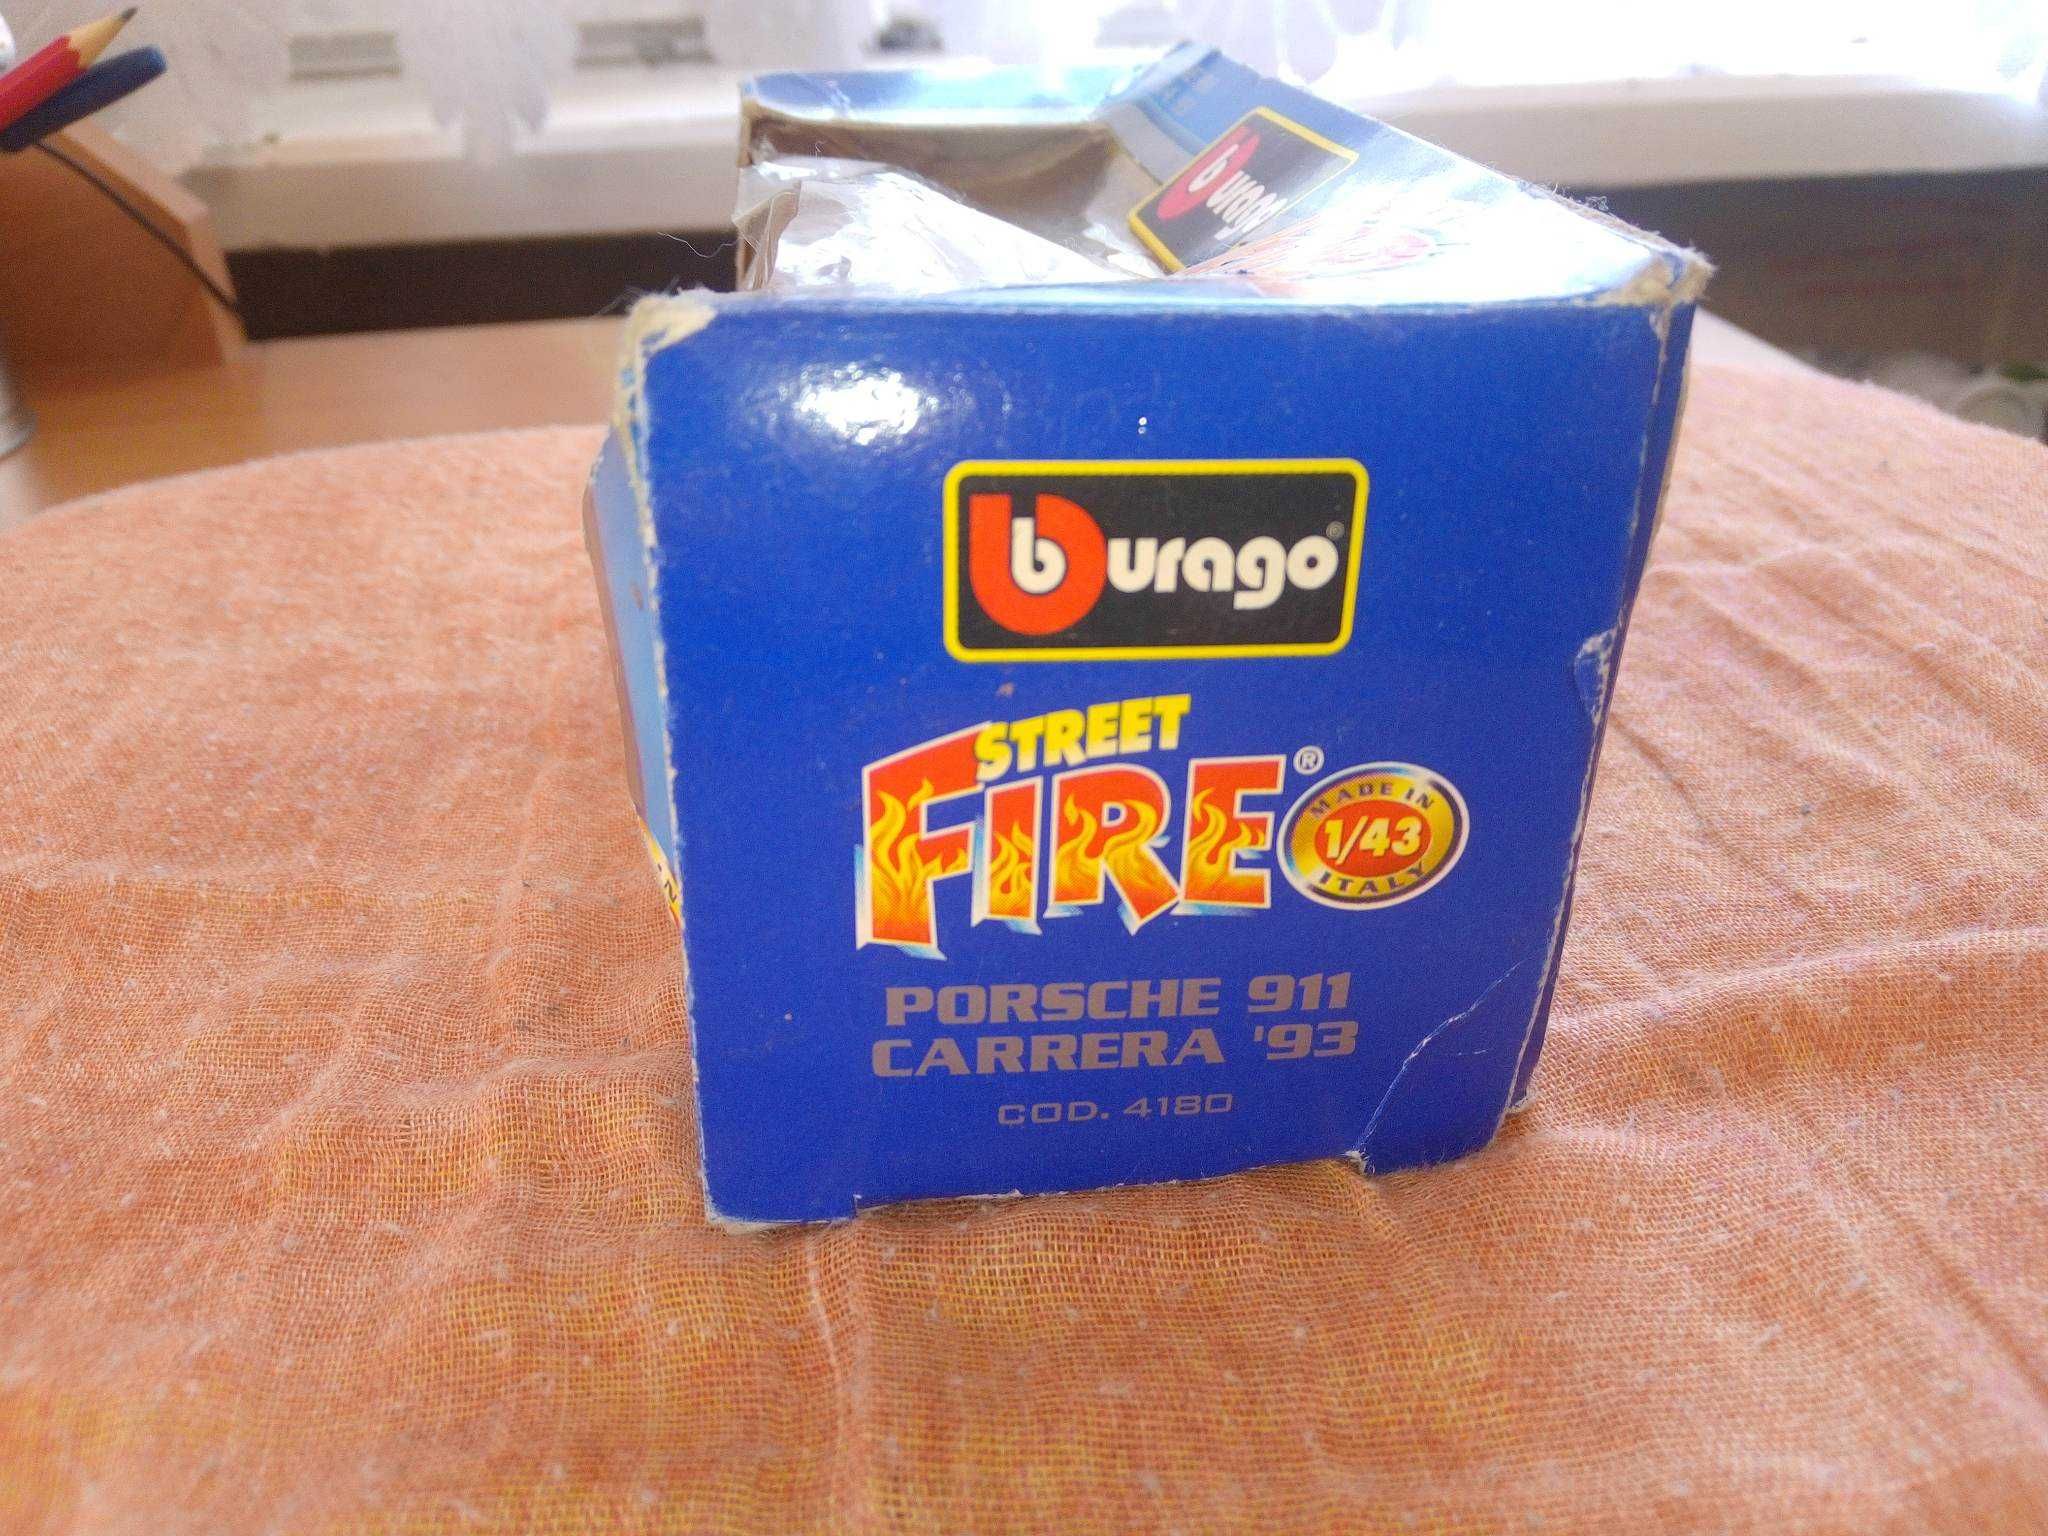 burago
burago©
STREET
FIRE®
MADE IN
1/43
ITALY
PORSCHE 911
CARRERA '93
COD. 4180